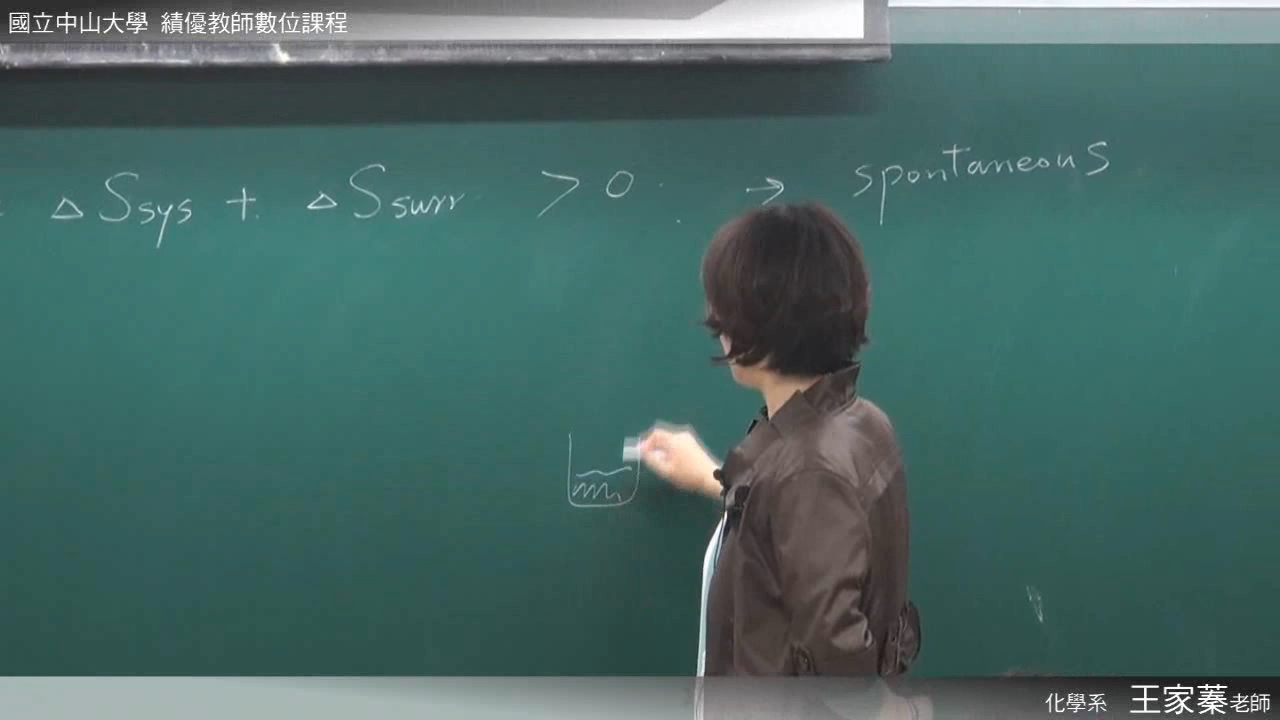 國立中山大學 績優教師數位課程
= ΔSsys + ΔSsurr > 0 → spontaneous
化學系 王家蓁老師